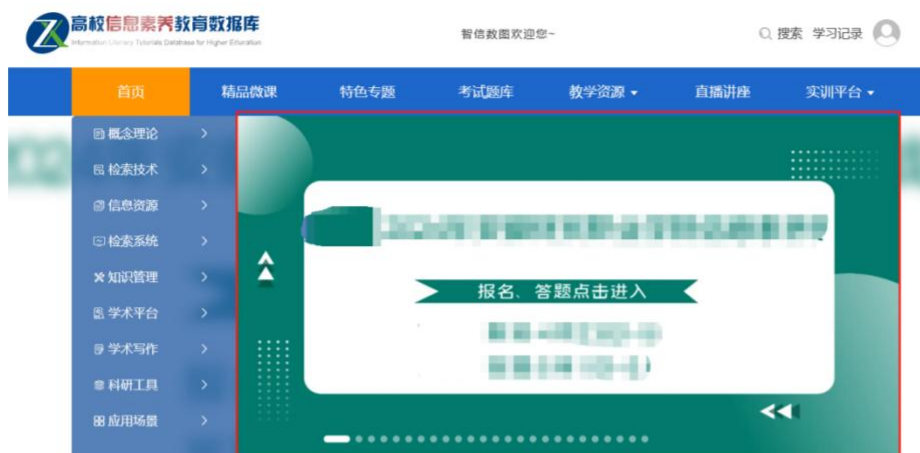 高校信息素养教育数据库
Information Literacy Tutorials Database for Higher Education
智信数图欢迎您~
搜索 学习记录
首页 精品微课 特色专题 考试题库 教学资源 直播讲座 实训平台
概念理论
检索技术
信息资源
检索系统
知识管理
学术平台
学术写作
科研工具
应用场景
报名、答题点击进入